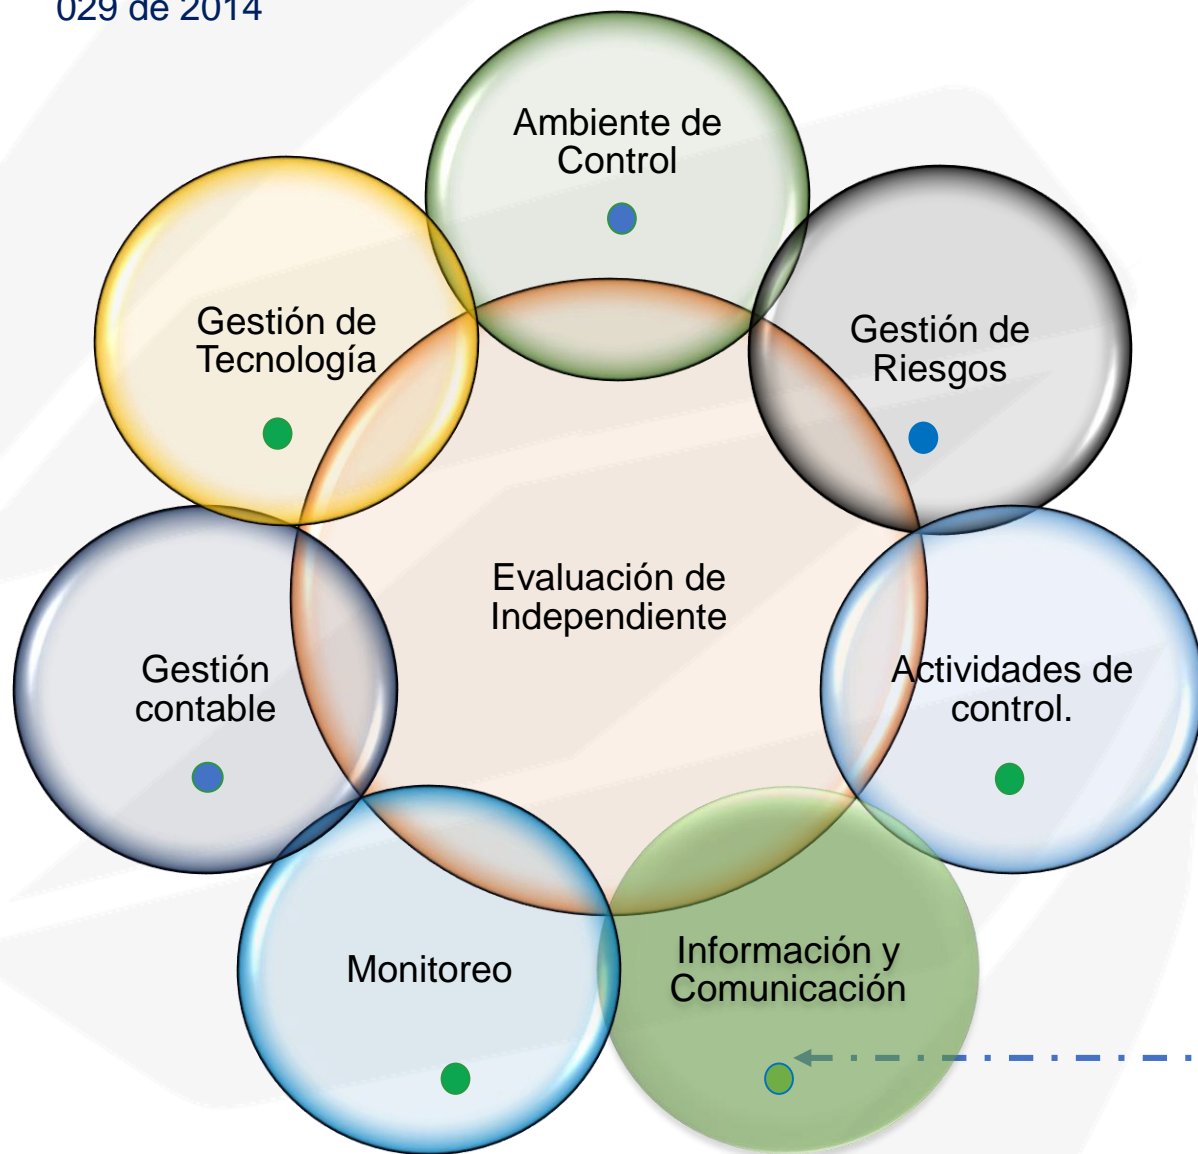 029 de 2014
Ambiente de
Control
Gestión de
Riesgos
Gestión de
Tecnología
Evaluación de
Independiente
Actividades de
control.
Gestión
contable
Información y
Comunicación
Monitoreo